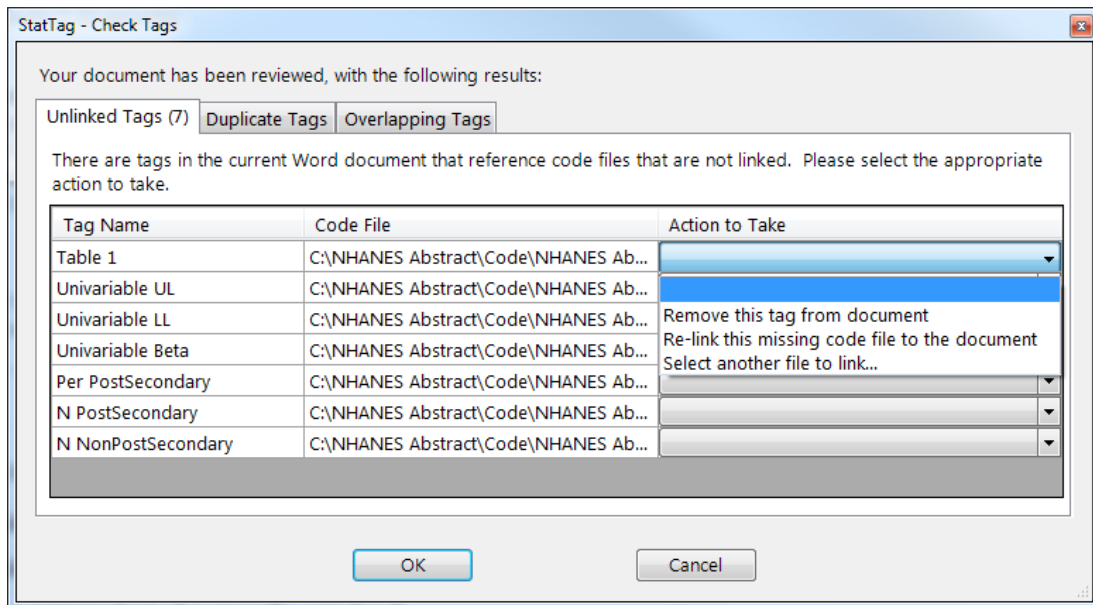 StatTag - Check Tags
Your document has been reviewed, with the following results:
Unlinked Tags (7) Duplicate Tags Overlapping Tags
There are tags in the current Word document that reference code files that are not linked. Please select the appropriate
action to take.
Tag Name Code File Action to Take
Table 1 C:\NHANES Abstract\Code\NHANES Ab...
Univariable UL C:\NHANES Abstract\Code\NHANES Ab...
Univariable LL C:\NHANES Abstract\Code\NHANES Ab...
Univariable Beta C:\NHANES Abstract\Code\NHANES Ab...
Per PostSecondary C:\NHANES Abstract\Code\NHANES Ab...
N PostSecondary C:\NHANES Abstract\Code\NHANES Ab...
N NonPostSecondary C:\NHANES Abstract\Code\NHANES Ab...
Remove this tag from document
Re-link this missing code file to the document
Select another file to link...
OK Cancel